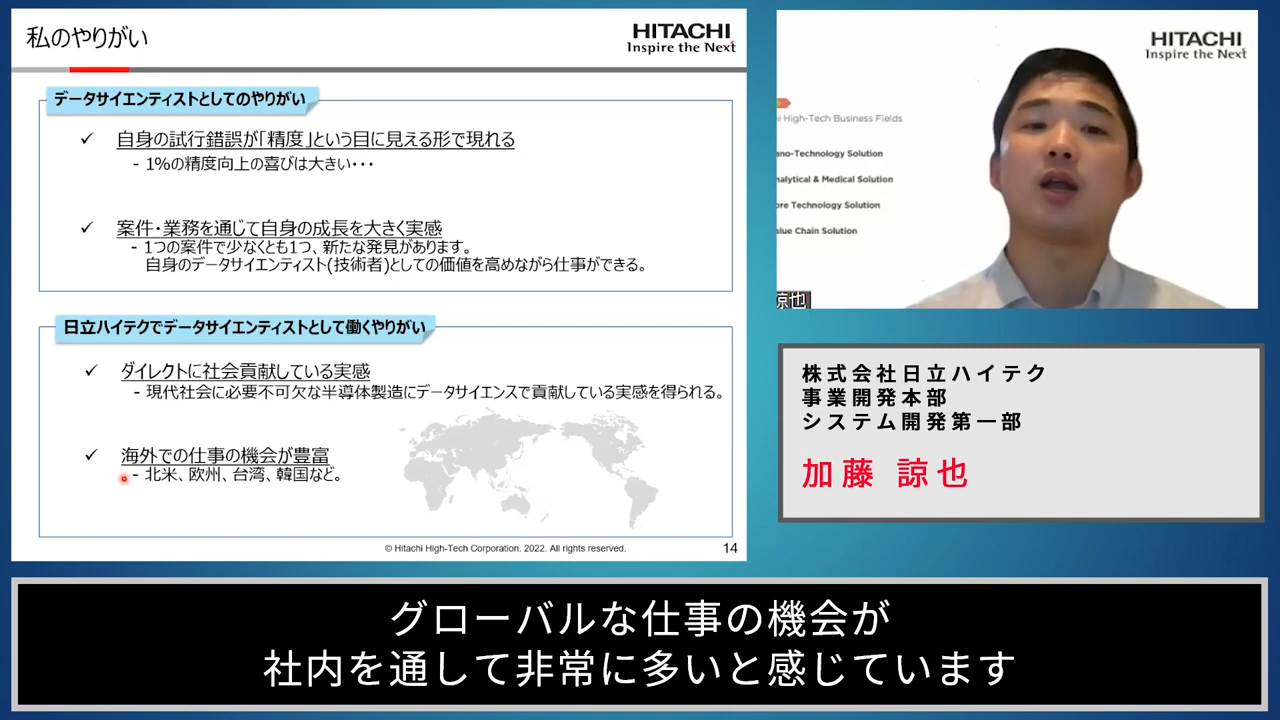 私のやりがい
HITACHI
Inspire the Next
データサイエンティストとしてのやりがい
✓ 自身の試行錯誤が「精度」という目に見える形で現れる
- 1%の精度向上の喜びは大きい・・・
✓ 案件・業務を通じて自身の成長を大きく実感
- 1つの案件で少なくとも1つ、新たな発見があります。
自身のデータサイエンティスト(技術者)としての価値を高めながら仕事ができる。
日立ハイテクでデータサイエンティストとして働くやりがい
✓ ダイレクトに社会貢献している実感
- 現代社会に必要不可欠な半導体製造にデータサイエンスで貢献している実感を得られる。
✓ 海外での仕事の機会が豊富
- 北米、欧州、台湾、韓国など。
© Hitachi High-Tech Corporation. 2022. All rights reserved.
14
HITACHI
Inspire the Next
High-Tech Business Fields
ano-Technology Solution
nalytical & Medical Solution
ore Technology Solution
alue Chain Solution
諒也
株式会社日立ハイテク
事業開発本部
システム開発第一部
加藤 諒也
グローバルな仕事の機会が
社内を通して非常に多いと感じています